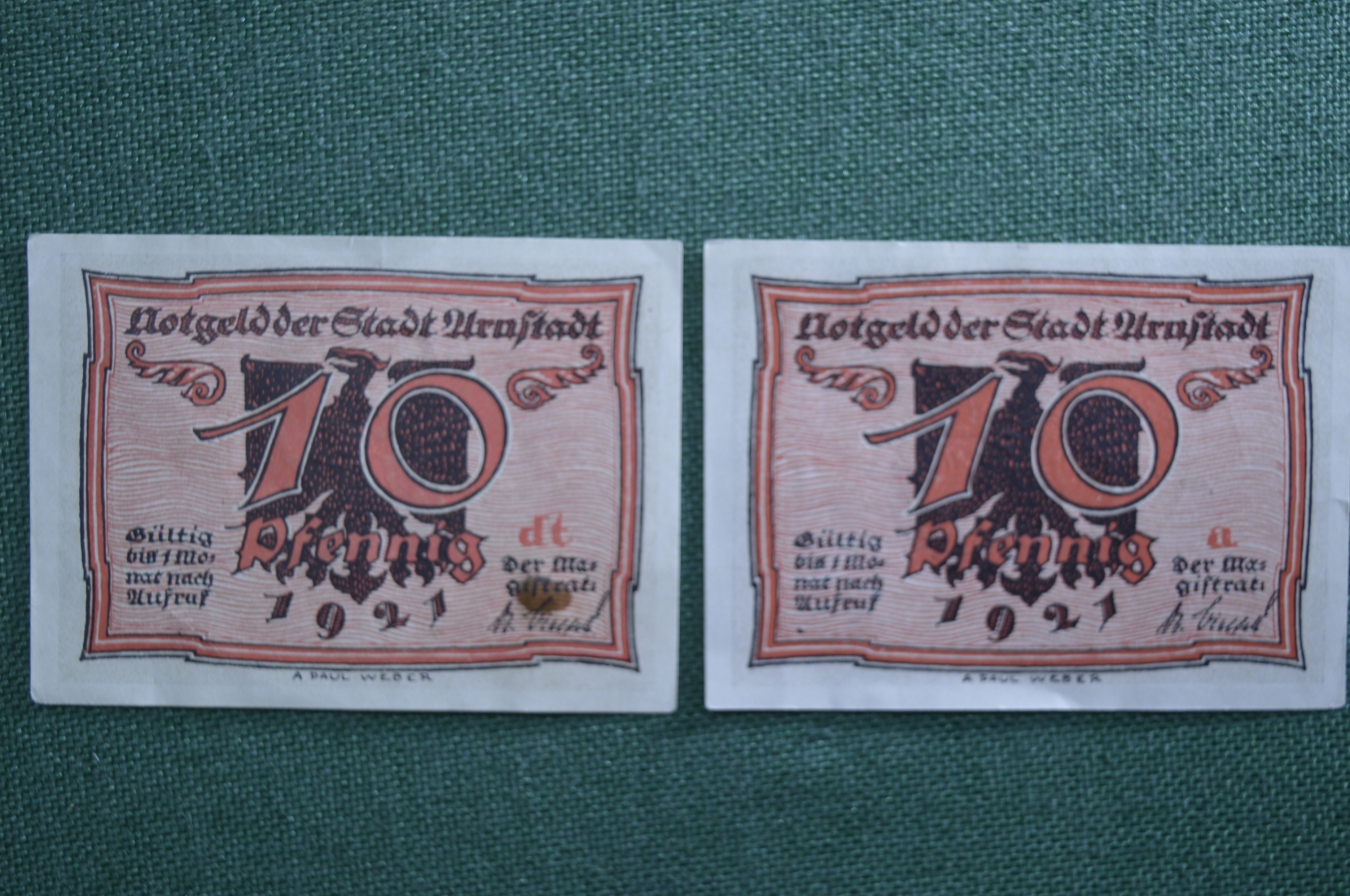 Notgeld der Stadt Arnstadt
10
Pfennig
1921
Gültig
bis 1 Mo-
nat nach
Aufruf
dt
Der Ma-
gistrat:
A PAUL WEBER
Notgeld der Stadt Arnstadt
10
Pfennig
1921
Gültig
bis 1 Mo-
nat nach
Aufruf
a
Der Ma-
gistrat:
A PAUL WEBER